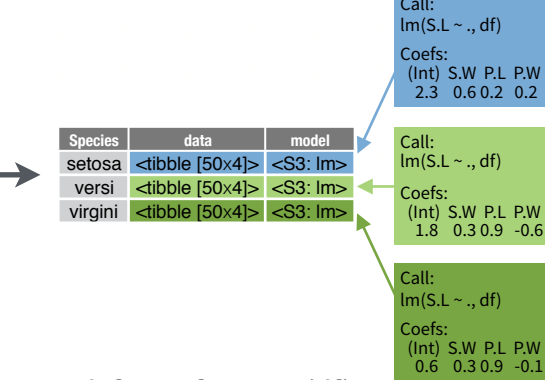 Call:
lm(S.L ~ ., df)
Coefs:
(Int) S.W P.L P.W
2.3 0.6 0.2 0.2
Species data model
setosa <tibble [50x4]> <S3: lm>
versi <tibble [50x4]> <S3: lm>
virgini <tibble [50x4]> <S3: lm>
Call:
lm(S.L ~ ., df)
Coefs:
(Int) S.W P.L P.W
1.8 0.3 0.9 -0.6
Call:
lm(S.L ~ ., df)
Coefs:
(Int) S.W P.L P.W
0.6 0.3 0.9 -0.1